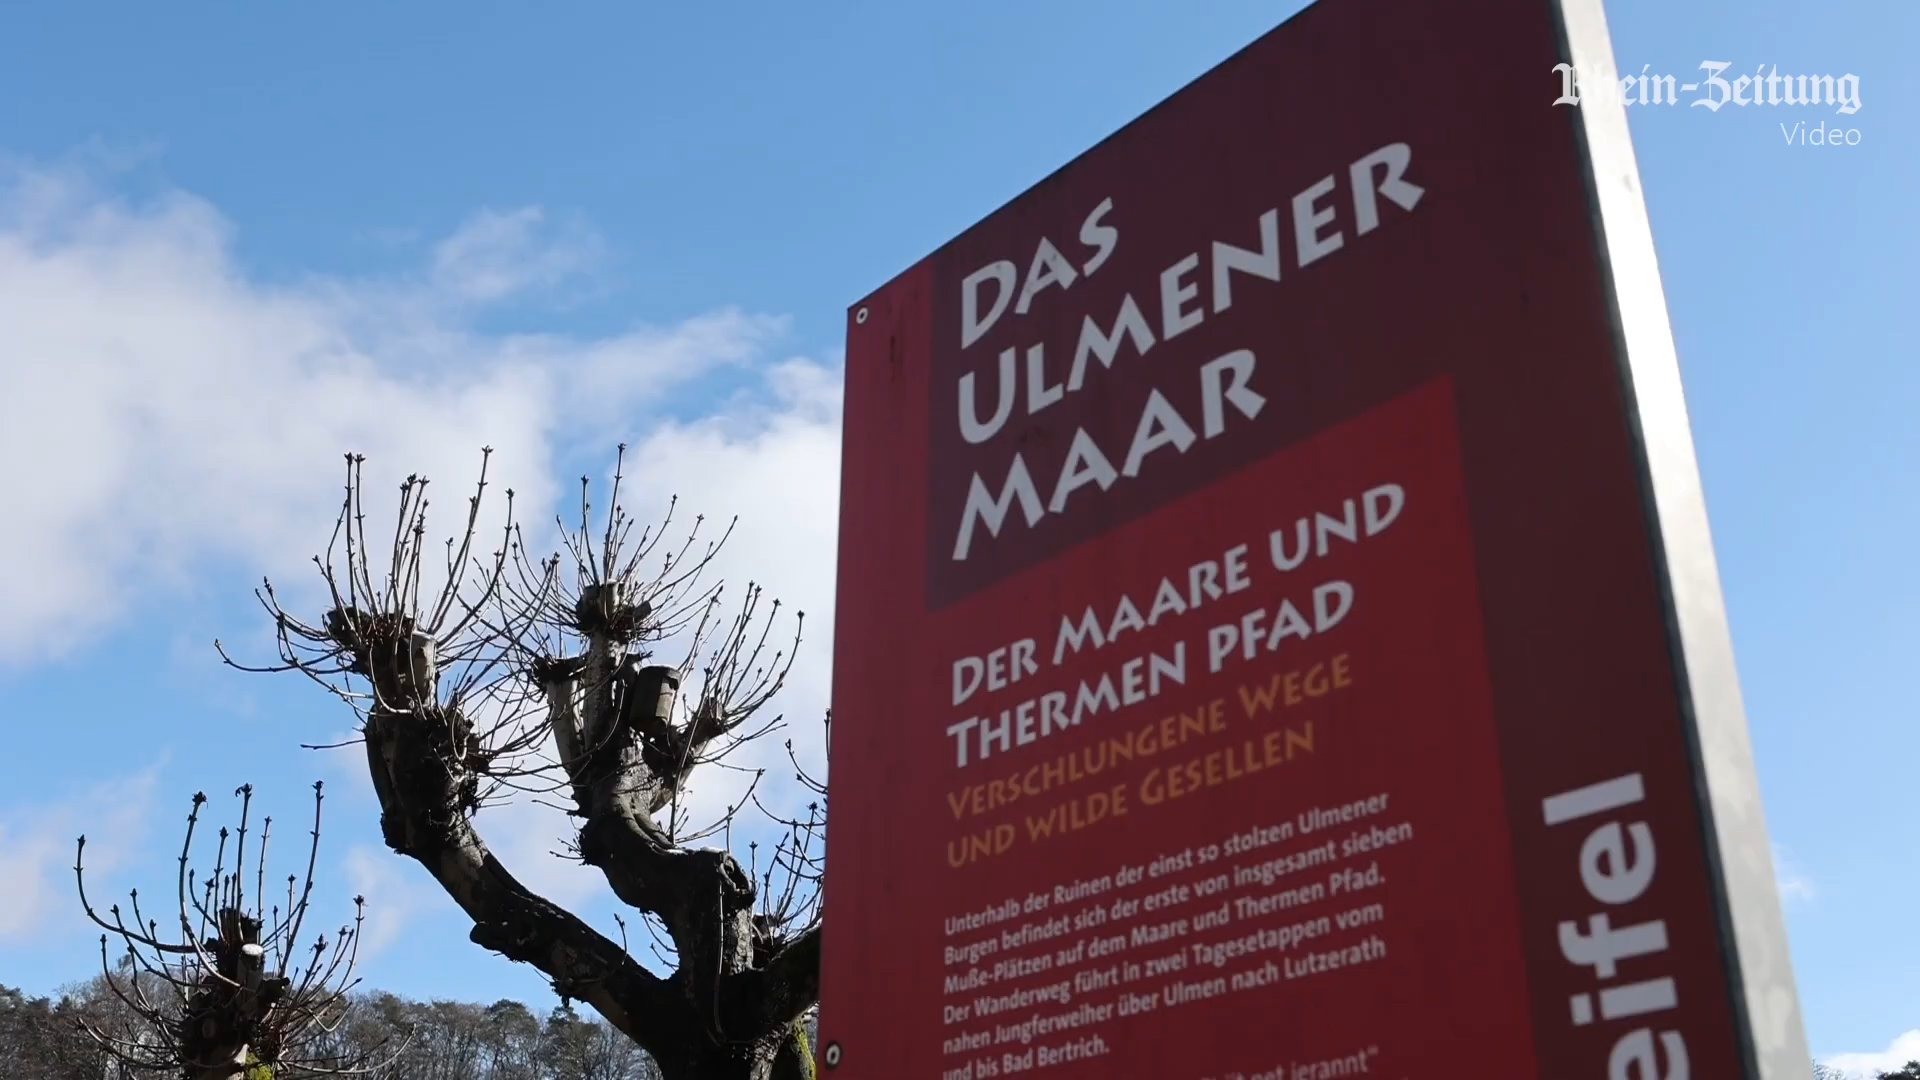 Rhein-Zeitung
Video
DAS
ULMENER
MAAR
DER MAARE UND
THERMEN PFAD
VERSCHLUNGENE WEGE
UND WILDE GESELLEN
Unterhalb der Ruinen der einst so stolzen Ulmener
Burgen befindet sich der erste von insgesamt sieben
Muße-Plätzen auf dem Maare und Thermen Pfad.
Der Wanderweg führt in zwei Tagesetappen vom
nahen Jungferweiher über Ulmen nach Lutzerath
und bis Bad Bertrich.
net jerannt"
eifel